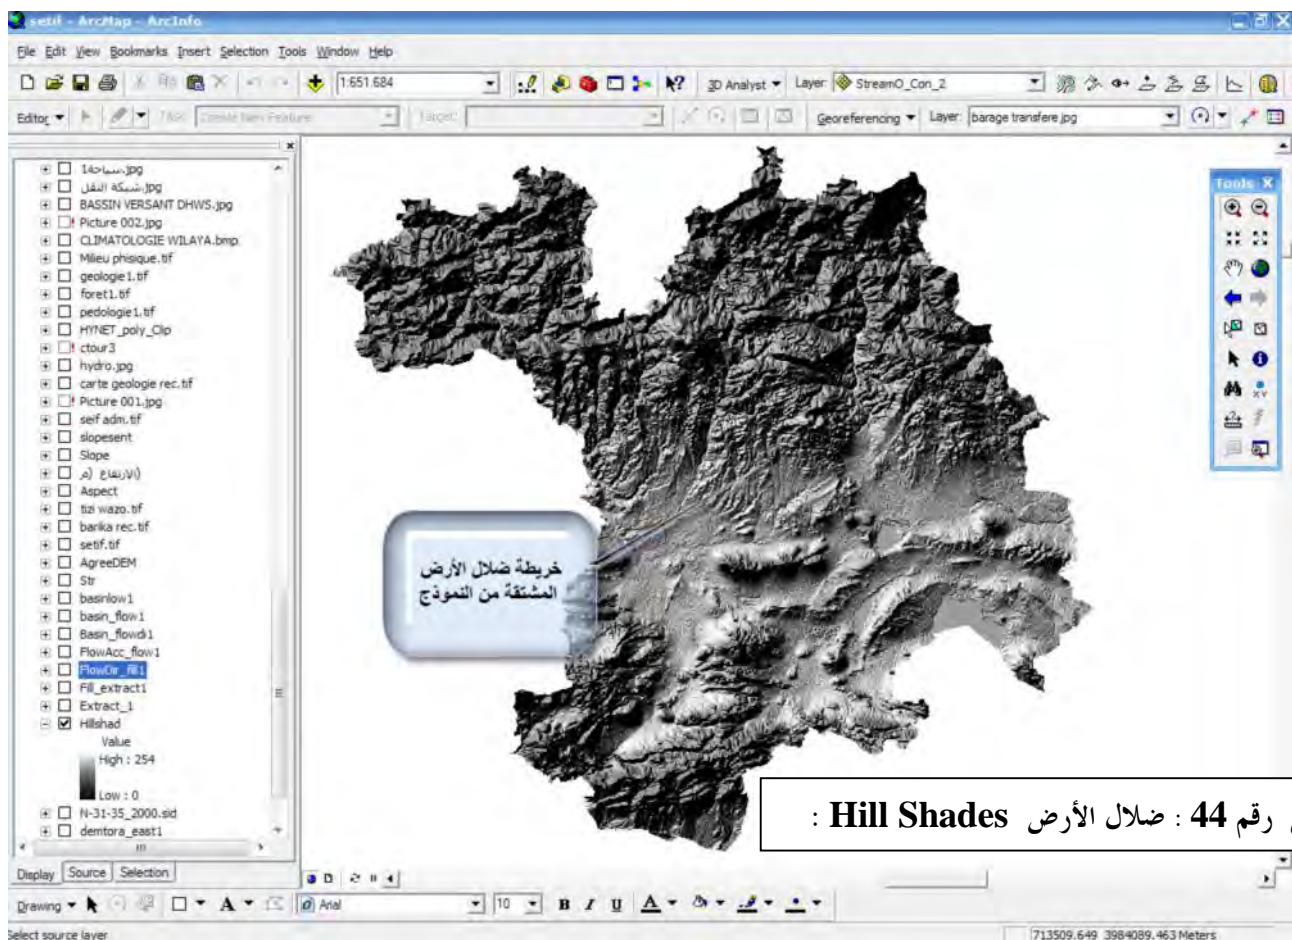 setif - ArcMap - ArcInfo
File Edit View Bookmarks Insert Selection Tools Window Help
1:651.684 3D Analyst Layer: StreamO_Con_2
Editor Task: Create New Feature Target: Georeferencing Layer: barage transfere.jpg
سياحة1.jpg
شبكة النقل.jpg
BASSIN VERSANT DHWS.jpg
Picture 002.jpg
CLIMATOLOGIE WILAYA.bmp
Milieu phisique.tif
geologie1.tif
foret1.tif
pedologie1.tif
HYNET_poly_Clip
ctour3
hydro.jpg
carte geologie rec.tif
Picture 001.jpg
seif adm.tif
slopesent
Slope
(الارتفاع (م
Aspect
tizi wazo.tif
barika rec.tif
setif.tif
AgreeDEM
Str
basinlow1
basin_flow1
Basin_flowdi1
FlowAcc_flow1
FlowDir_fill1
Fill_extract1
Extract_1
Hillshad
Value
High : 254
Low : 0
N-31-35_2000.sid
demtora_east1
Display Source Selection
خريطة ضلال الأرض
المشتقة من النموذج
Tools
رقم 44 : ضلال الأرض Hill Shades :
Drawing A Arial 10 B I U A
Select source layer
713509.649 3984089.463 Meters